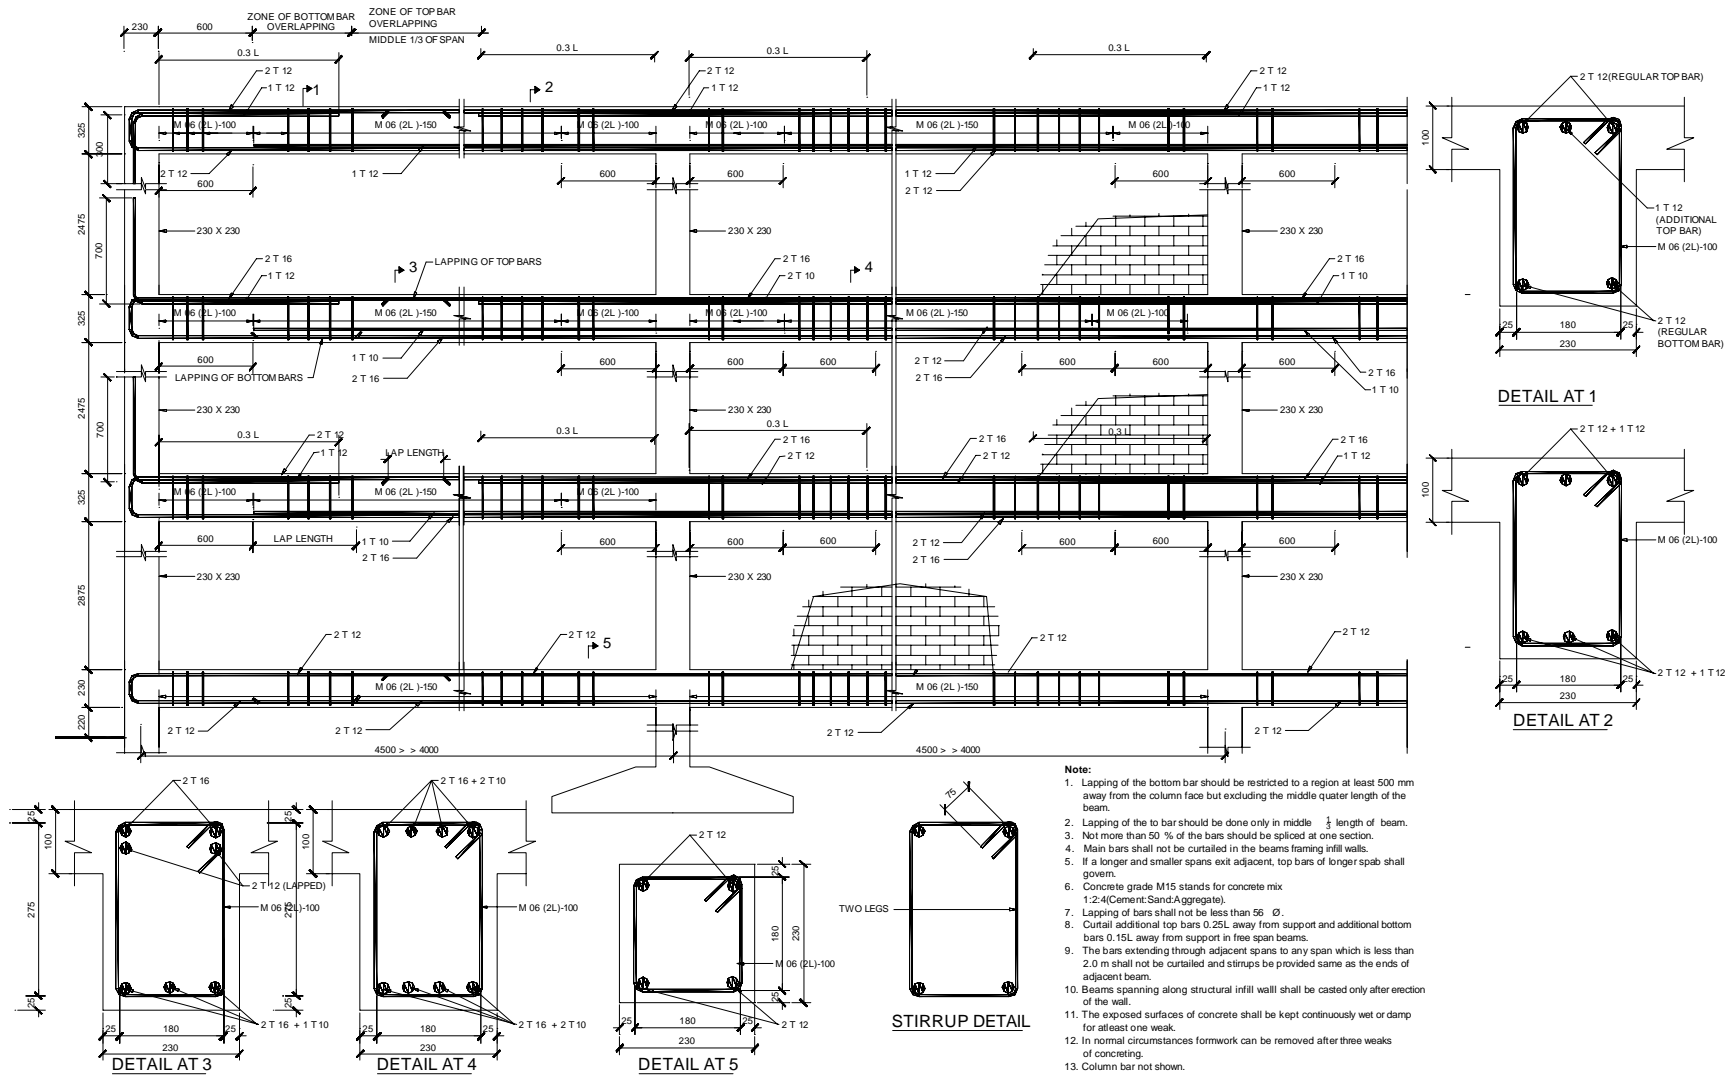 ZONE OF BOTTOM BAR
OVERLAPPING
ZONE OF TOP BAR
OVERLAPPING
MIDDLE 1/3 OF SPAN
230
600
0.3 L
0.3 L
0.3 L
0.3 L
2 T 12
1 T 12
1
2
2 T 12
1 T 12
2 T 12
1 T 12
325
300
M 06 (2L )-100
M 06 (2L )-150
M 06 (2L )-100
M 06 (2L )-100
M 06 (2L )-150
M 06 (2L )-100
2 T 12
600
1 T 12
600
600
1 T 12
2 T 12
600
600
2475
700
230 X 230
230 X 230
230 X 230
2 T 16
1 T 12
3
LAPPING OF TOP BARS
2 T 16
2 T 10
4
2 T 16
1 T 10
325
M 06 (2L )-100
M 06 (2L )-150
M 06 (2L )-100
M 06 (2L )-100
M 06 (2L )-150
M 06 (2L )-100
600
1 T 10
LAPPING OF BOTTOM BARS
2 T 16
600
600
600
2 T 12
2 T 16
600
600
600
2 T 16
1 T 10
2475
700
230 X 230
230 X 230
230 X 230
0.3 L
0.3 L
0.3 L
0.3 L
2 T 12
1 T 12
LAP LENGTH
2 T 16
2 T 12
2 T 16
2 T 12
2 T 16
1 T 12
325
M 06 (2L )-100
M 06 (2L )-150
M 06 (2L )-100
600
LAP LENGTH
1 T 10
2 T 16
600
600
600
2 T 12
2 T 16
600
600
600
2875
230 X 230
230 X 230
230 X 230
2 T 12
2 T 12
5
2 T 12
2 T 12
230
M 06 (2L )-150
M 06 (2L )-150
220
2 T 12
2 T 12
2 T 12
2 T 12
4500 > > 4000
4500 > > 4000
2 T 12(REGULAR TOP BAR)
100
1 T 12
(ADDITIONAL
TOP BAR)
M 06 (2L)-100
2 T 12
(REGULAR
BOTTOM BAR)
25
180
25
230
DETAIL AT 1
2 T 12 + 1 T 12
100
M 06 (2L)-100
2 T 12 + 1 T 12
25
180
25
230
DETAIL AT 2
2 T 16
25
100
275
25
2 T 12 (LAPPED)
M 06 (2L)-100
2 T 16 + 1 T 10
25
180
25
230
DETAIL AT 3
2 T 16 + 2 T 10
25
100
275
25
M 06 (2L)-100
2 T 16 + 2 T 10
25
180
25
230
DETAIL AT 4
2 T 12
25
180
230
25
M 06 (2L)-100
2 T 12
25
180
25
230
DETAIL AT 5
75
TWO LEGS
STIRRUP DETAIL
Note:
1. Lapping of the bottom bar should be restricted to a region at least 500 mm
away from the column face but excluding the middle quater length of the
beam.
2. Lapping of the to bar should be done only in middle 1/3 length of beam.
3. Not more than 50 % of the bars should be spliced at one section.
4. Main bars shall not be curtailed in the beams framing infill walls.
5. If a longer and smaller spans exit adjacent, top bars of longer spab shall
govern.
6. Concrete grade M15 stands for concrete mix
1:2:4(Cement:Sand:Aggregate).
7. Lapping of bars shall not be less than 56 Ø.
8. Curtail additional top bars 0.25L away from support and additional bottom
bars 0.15L away from support in free span beams.
9. The bars extending through adjacent spans to any span which is less than
2.0 m shall not be curtailed and stirrups be provided same as the ends of
adjacent beam.
10. Beams spanning along structural infill walll shall be casted only after erection
of the wall.
11. The exposed surfaces of concrete shall be kept continuously wet or damp
for atleast one weak.
12. In normal circumstances formwork can be removed after three weaks
of concreting.
13. Column bar not shown.